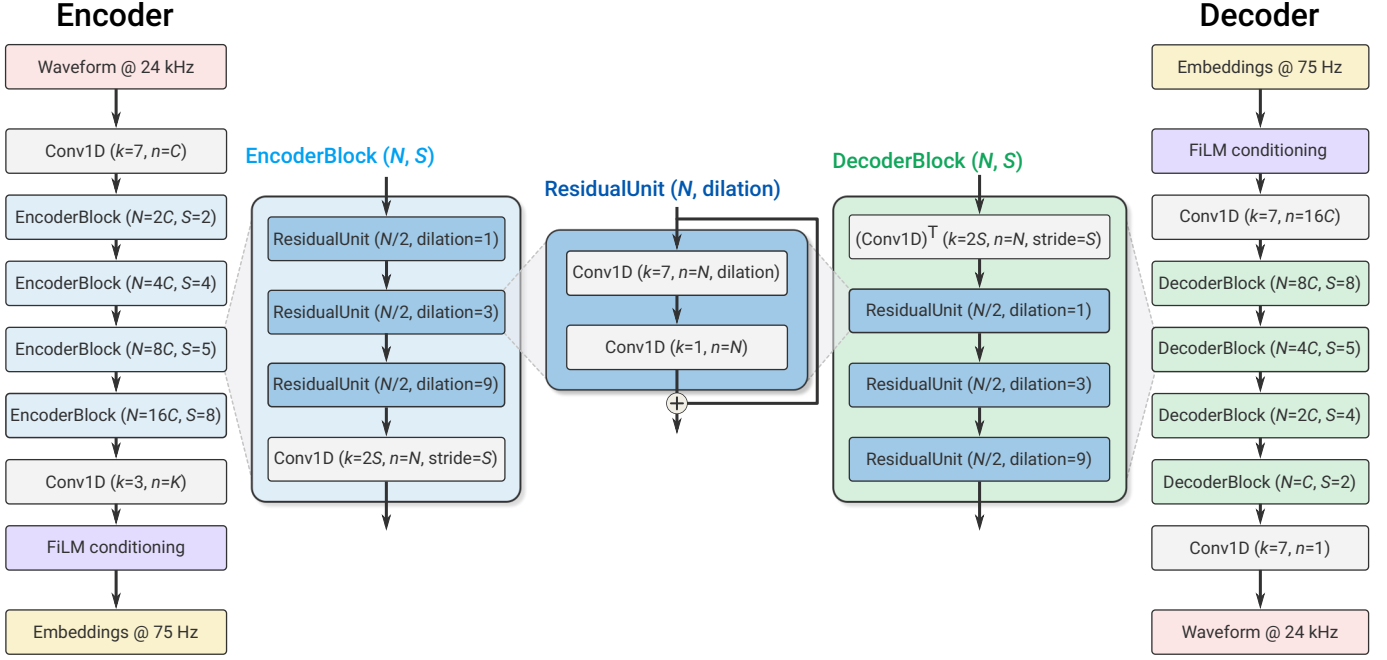 Encoder
Waveform @ 24 kHz
Conv1D (k=7, n=C)
EncoderBlock (N=2C, S=2)
EncoderBlock (N=4C, S=4)
EncoderBlock (N=8C, S=5)
EncoderBlock (N=16C, S=8)
Conv1D (k=3, n=K)
FiLM conditioning
Embeddings @ 75 Hz
EncoderBlock (N, S)
ResidualUnit (N/2, dilation=1)
ResidualUnit (N/2, dilation=3)
ResidualUnit (N/2, dilation=9)
Conv1D (k=2S, n=N, stride=S)
ResidualUnit (N, dilation)
Conv1D (k=7, n=N, dilation)
Conv1D (k=1, n=N)
+
DecoderBlock (N, S)
(Conv1D)ᵀ (k=2S, n=N, stride=S)
ResidualUnit (N/2, dilation=1)
ResidualUnit (N/2, dilation=3)
ResidualUnit (N/2, dilation=9)
Decoder
Embeddings @ 75 Hz
FiLM conditioning
Conv1D (k=7, n=16C)
DecoderBlock (N=8C, S=8)
DecoderBlock (N=4C, S=5)
DecoderBlock (N=2C, S=4)
DecoderBlock (N=C, S=2)
Conv1D (k=7, n=1)
Waveform @ 24 kHz